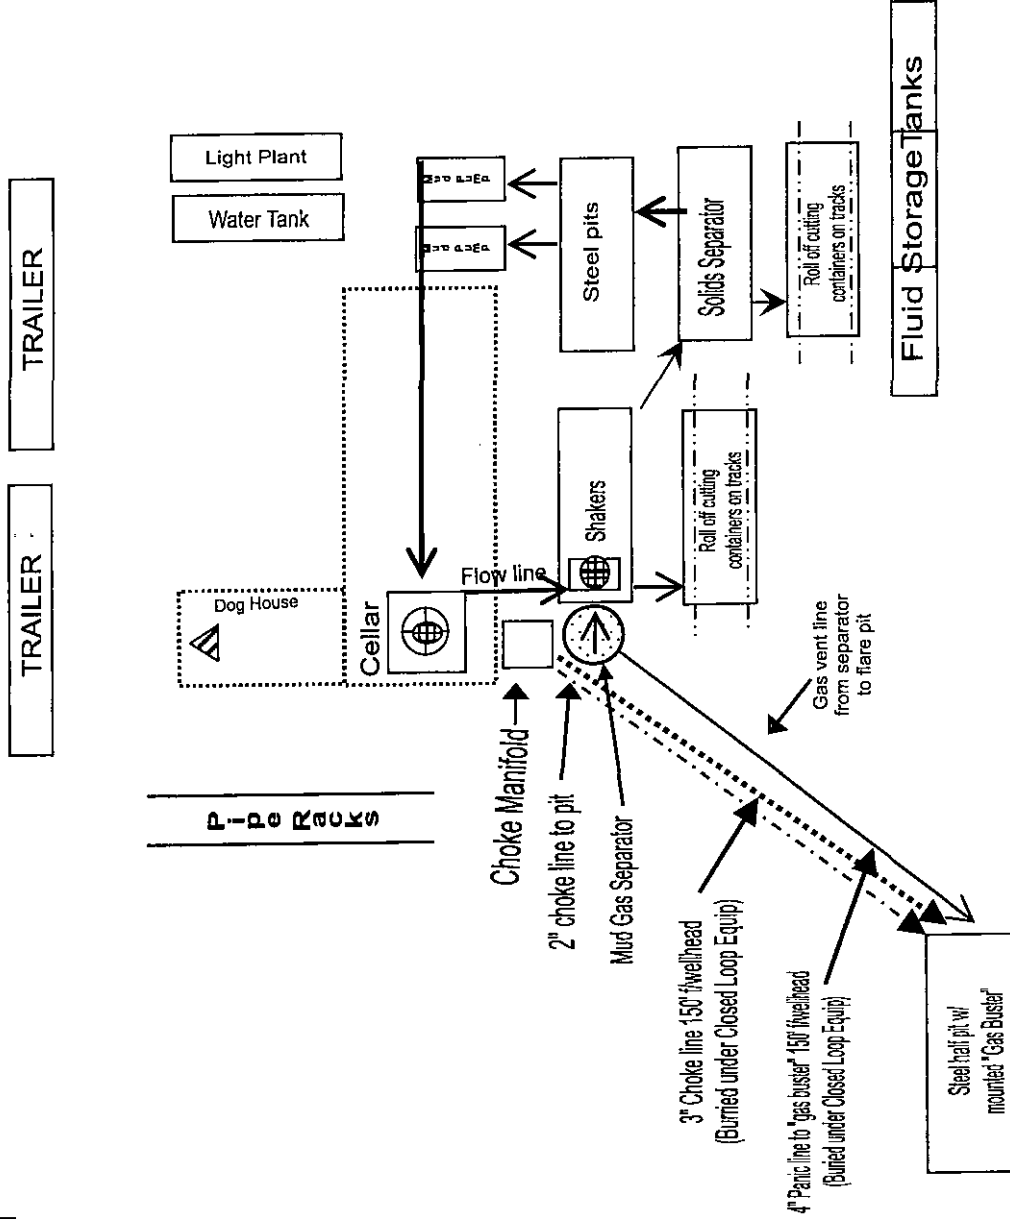 TRAILER
TRAILER
Light Plant
Water Tank
Mud Pump
Mud Pump
Steel pits
Solids Separator
Roll off cutting
containers on tracks
Fluid Storage Tanks
Dog House
Cellar
Flow line
Shakers
Roll off cutting
containers on tracks
Pipe Racks
Choke Manifold
2" choke line to pit
Mud Gas Separator
Gas vent line
from separator
to flare pit
3" Choke line 150' f/wellhead
(Burried under Closed Loop Equip)
4" Panic line to "gas buster" 150' f/wellhead
(Buried under Closed Loop Equip)
Steel half pit w/
mounted "Gas Buster"